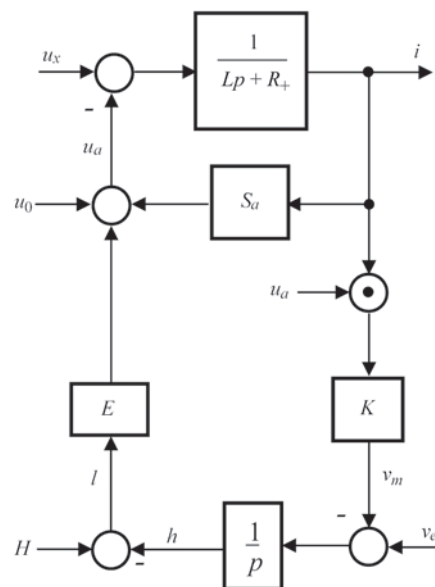 u_x
1
Lp + R_+
i
-
u_a
u_0
S_a
u_a
E
K
l
v_m
-
H
-
h
1
p
v_e